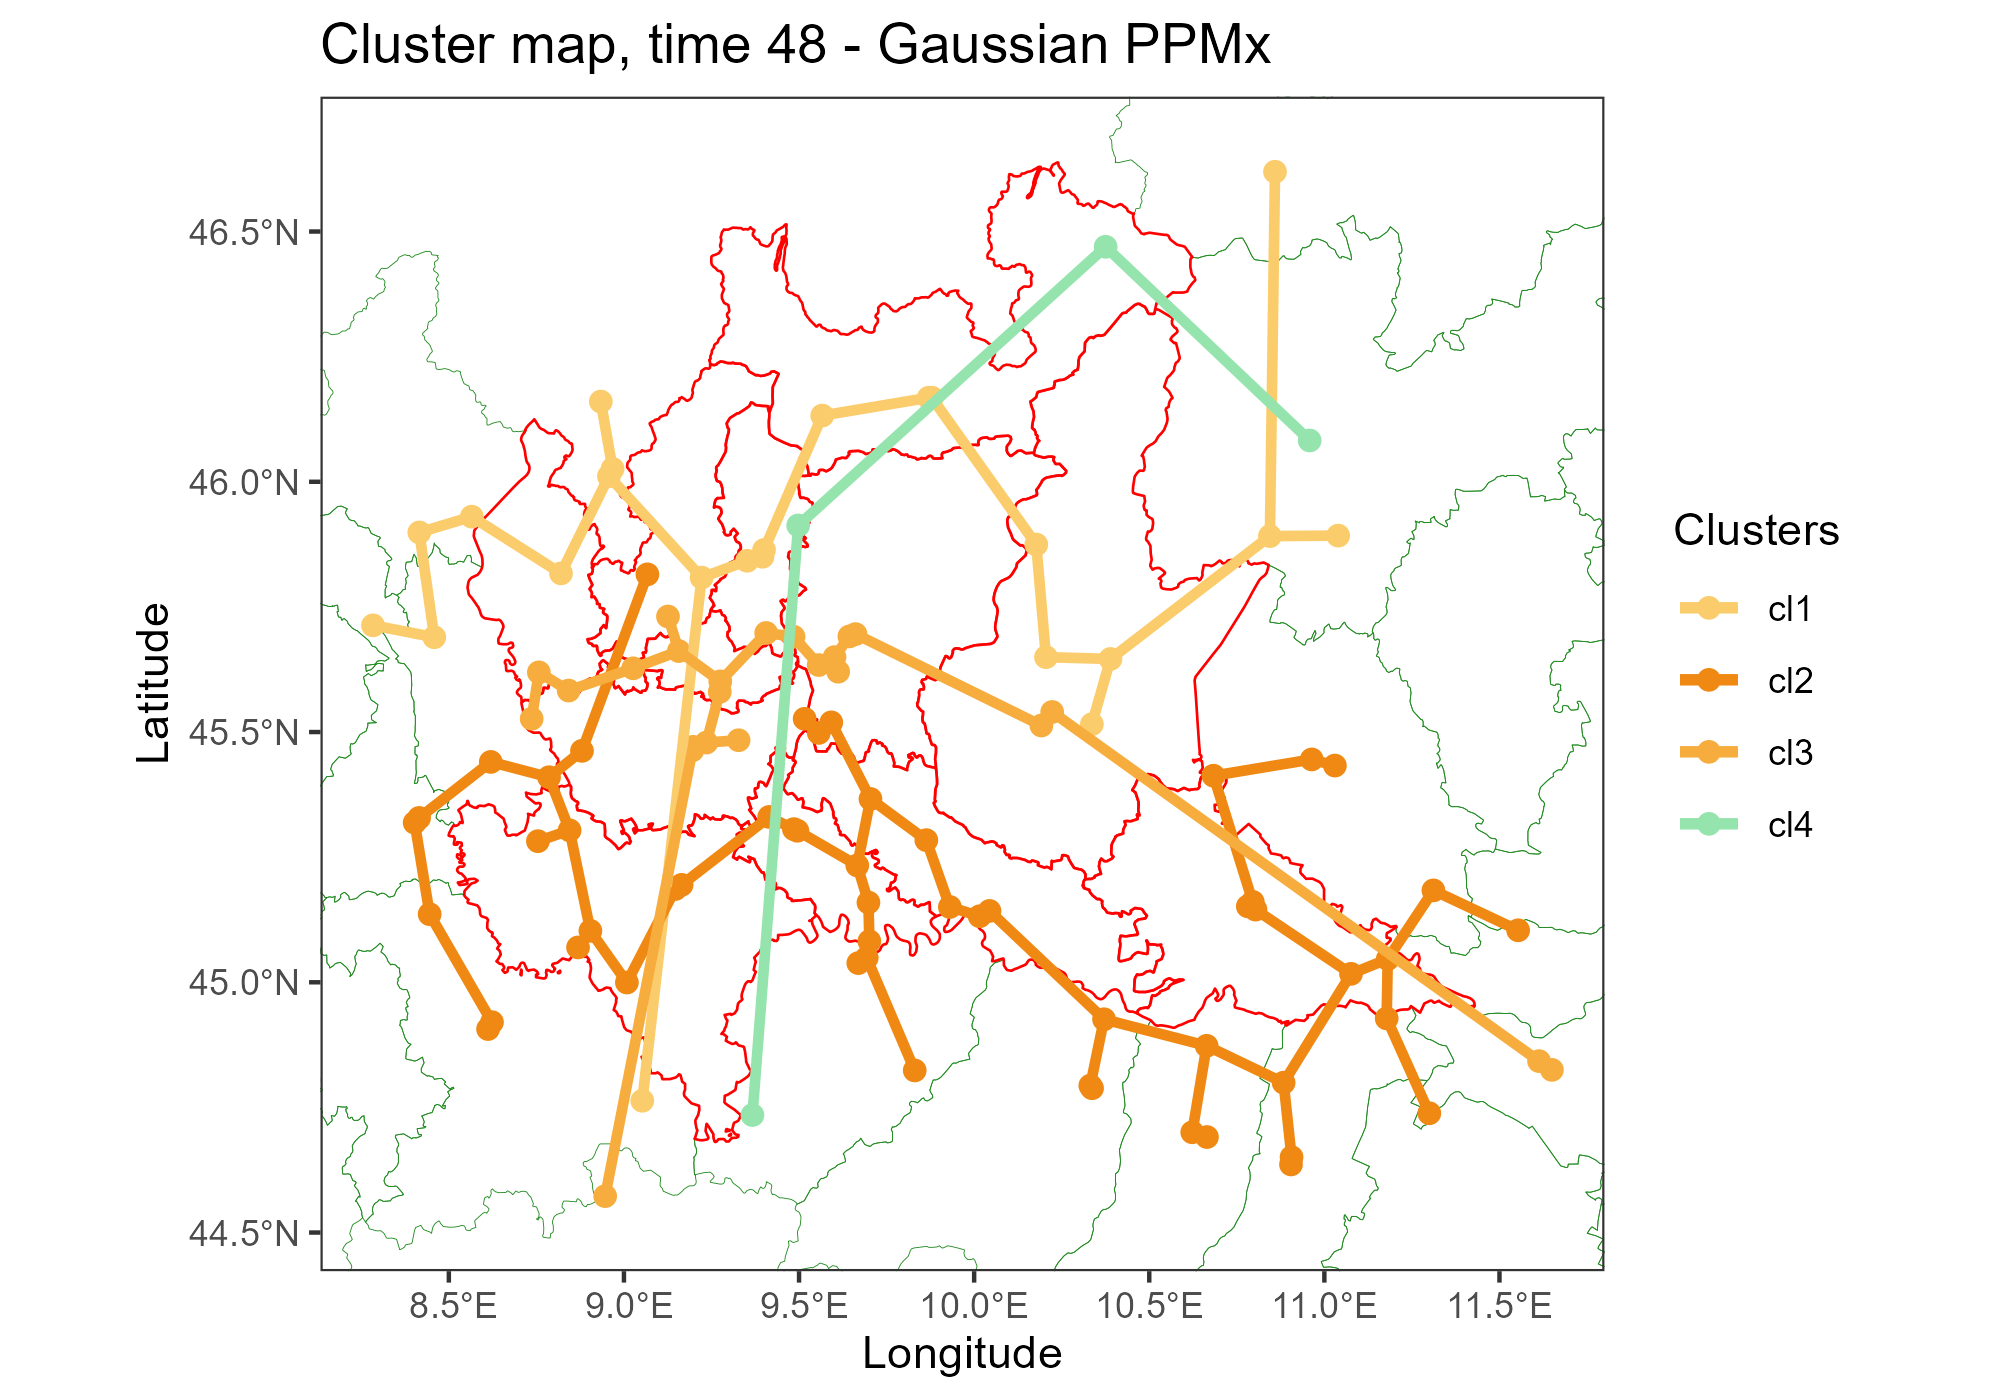 Cluster map, time 48 - Gaussian PPMx
46.5°N
46.0°N
45.5°N
45.0°N
44.5°N
Latitude
8.5°E
9.0°E
9.5°E
10.0°E
10.5°E
11.0°E
11.5°E
Longitude
Clusters
cl1
cl2
cl3
cl4